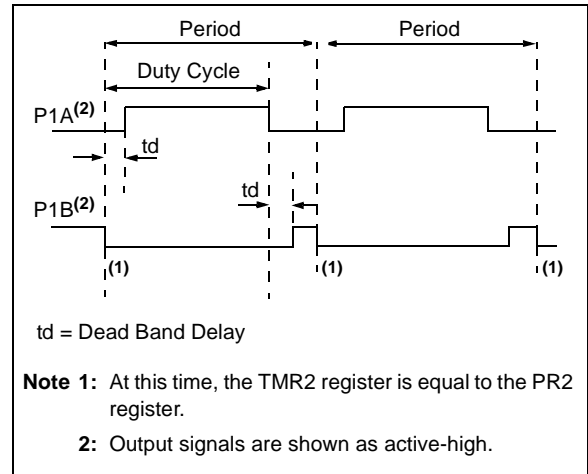 Period Period
Duty Cycle
P1A(2)
td
td
P1B(2)
(1) (1) (1)
td = Dead Band Delay
Note 1: At this time, the TMR2 register is equal to the PR2
register.
2: Output signals are shown as active-high.